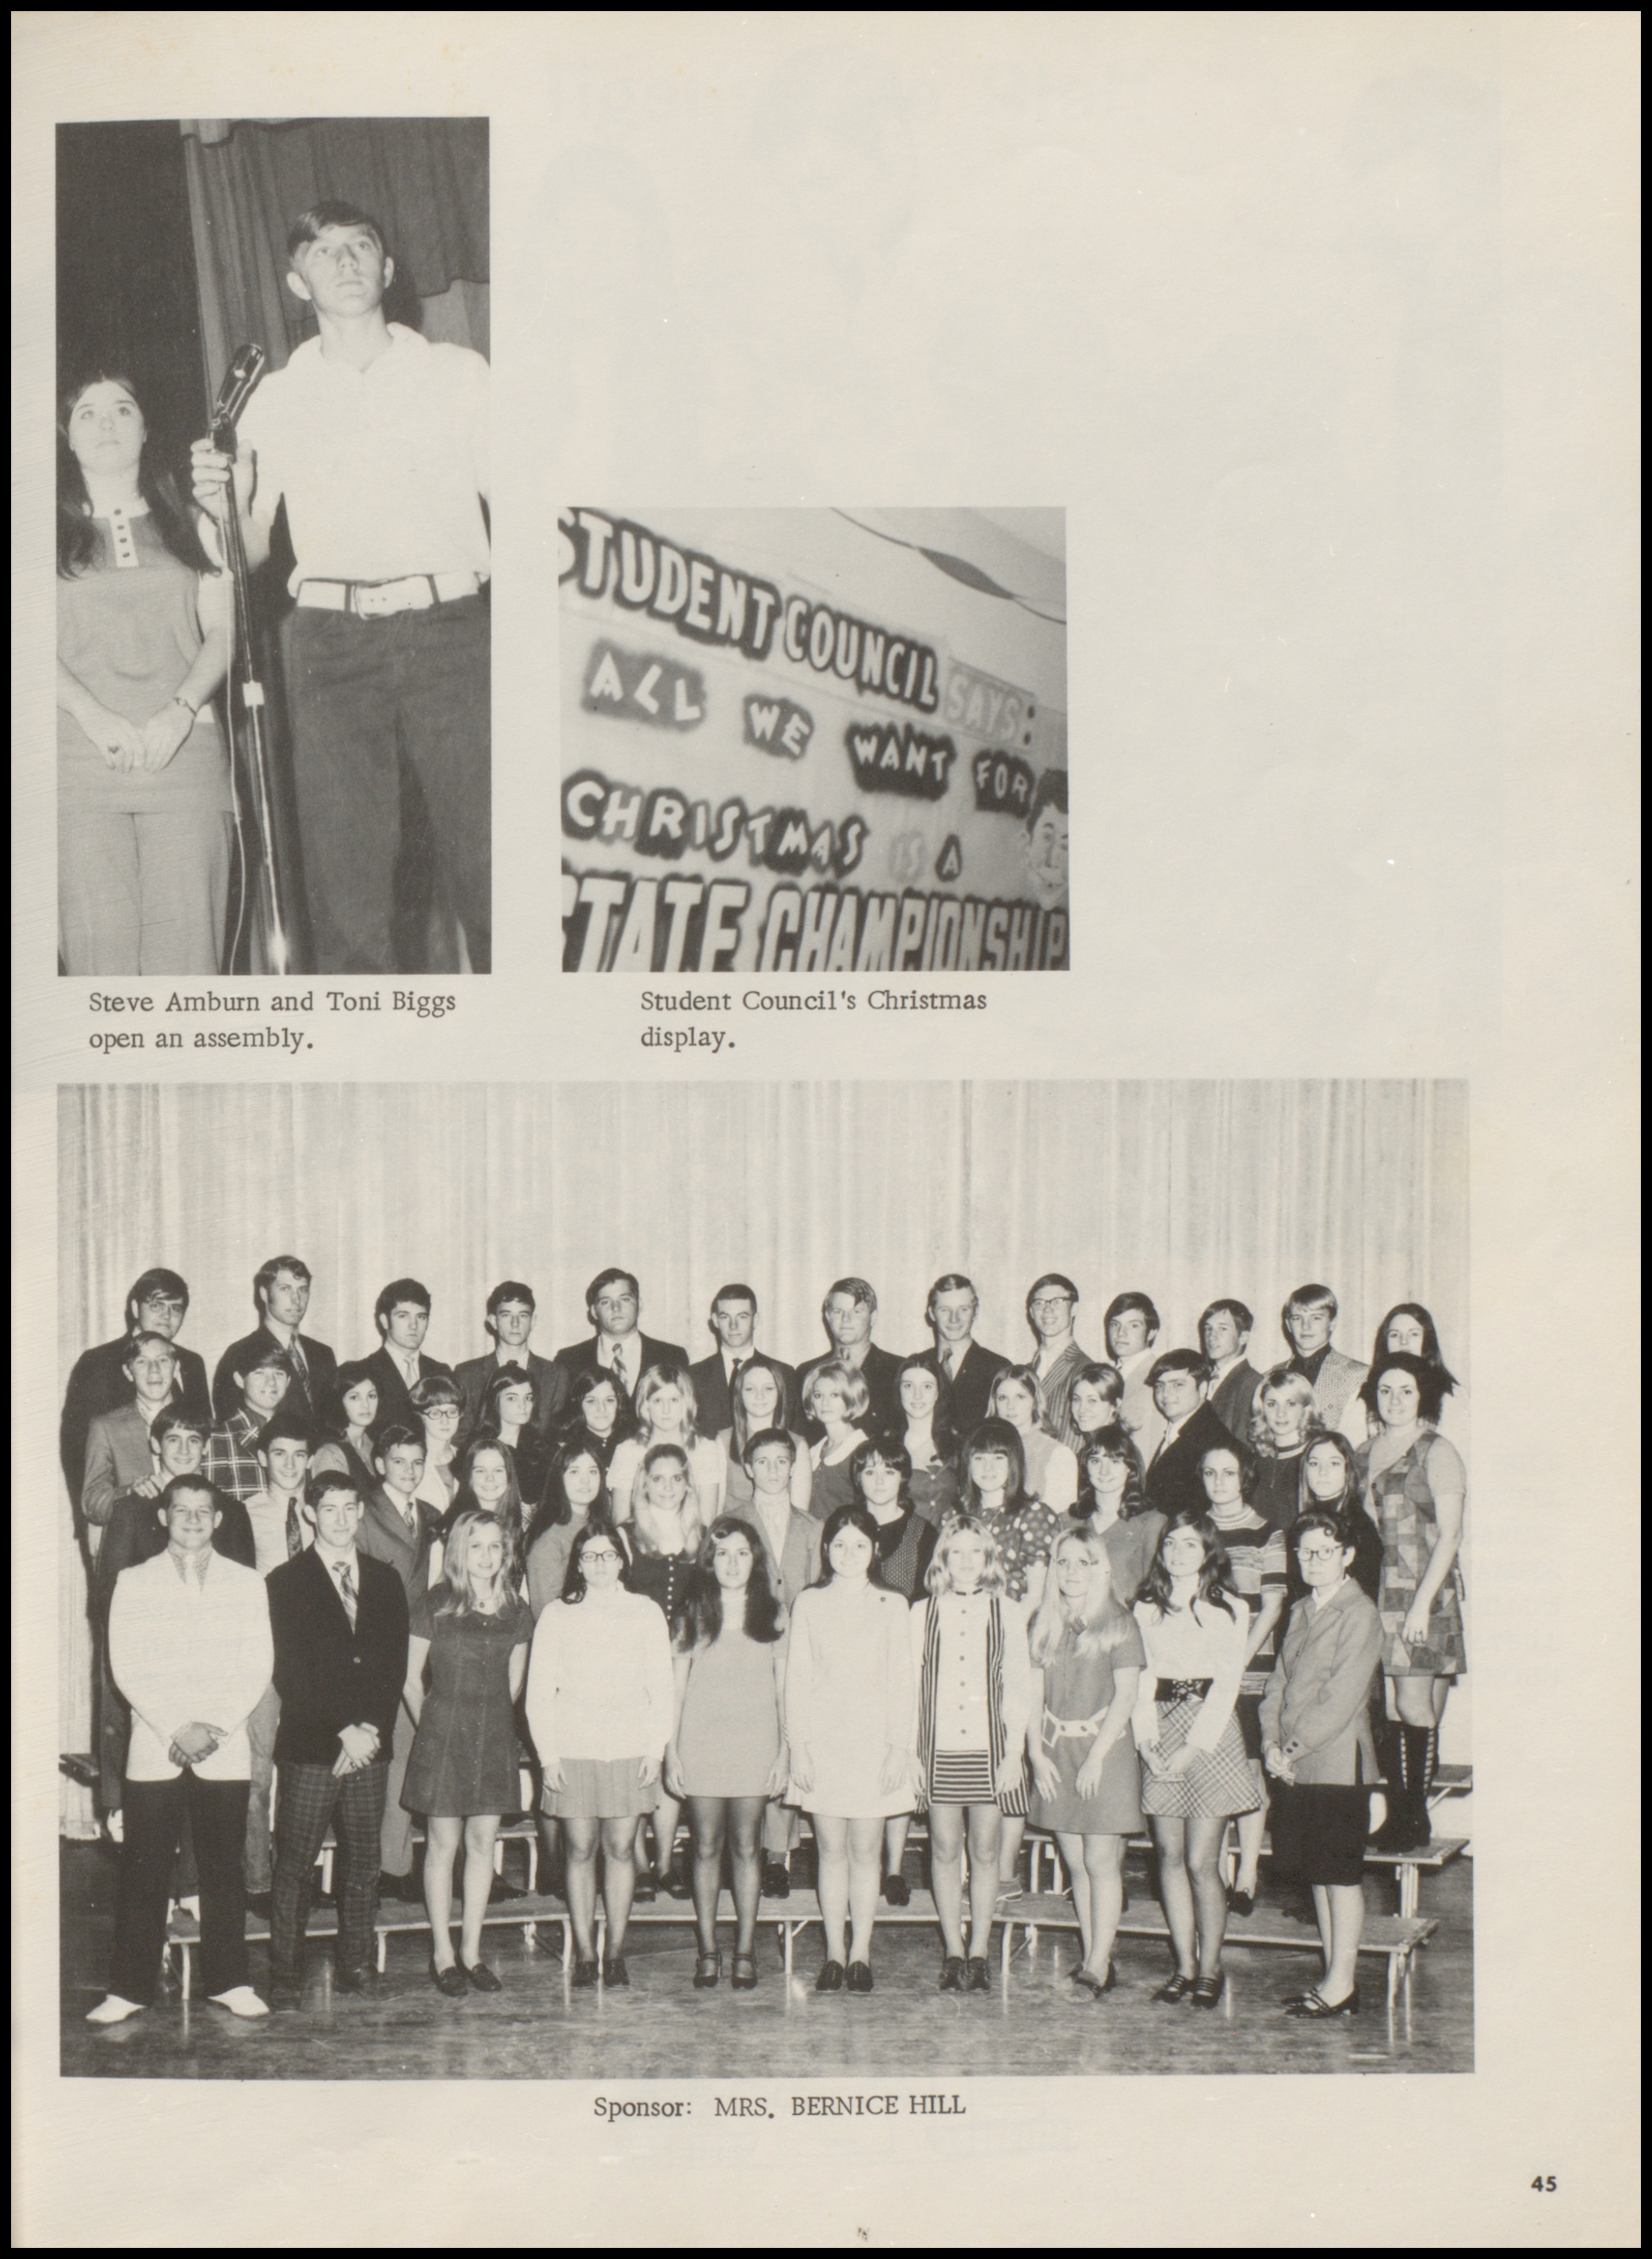 STUDENT COUNCIL SAYS:
ALL WE WANT FOR
CHRISTMAS IS A
STATE CHAMPIONSHIP
Steve Amburn and Toni Biggs
open an assembly.
Student Council's Christmas
display.
Sponsor: MRS. BERNICE HILL
45